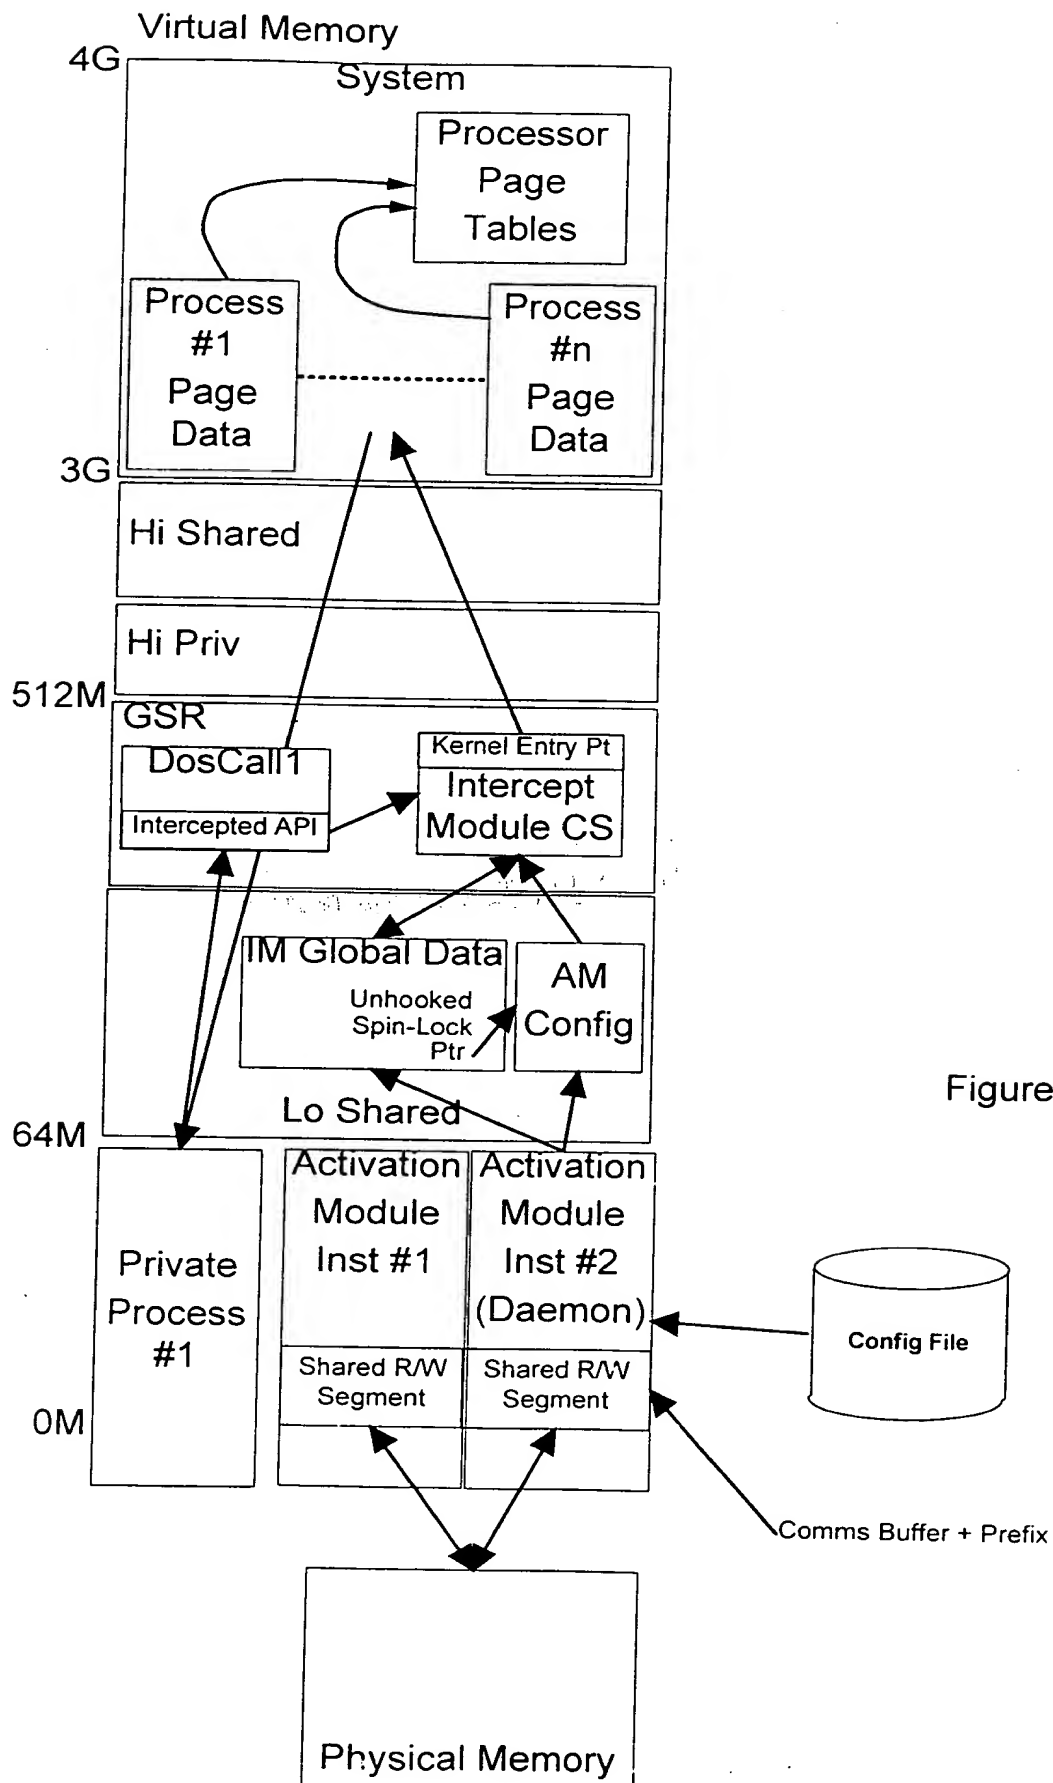 Virtual Memory
4G
System
Processor
Page
Tables
Process
#1
Page
Data
Process
#n
Page
Data
3G
Hi Shared
Hi Priv
512M
GSR
DosCall1
Intercepted API
Kernel Entry Pt
Intercept
Module CS
IM Global Data
Unhooked
Spin-Lock
Ptr
AM
Config
Lo Shared
Figure
64M
Private
Process
#1
Activation
Module
Inst #1
Shared R/W
Segment
Activation
Module
Inst #2
(Daemon)
Shared R/W
Segment
Config File
0M
Comms Buffer + Prefix
Physical Memory